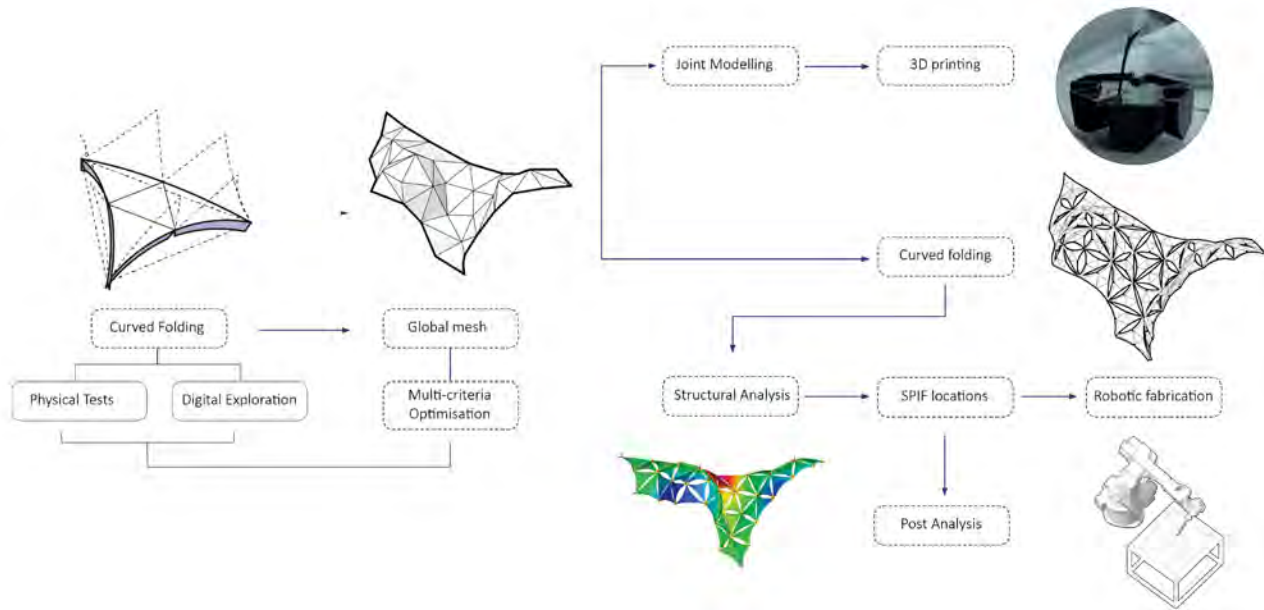 Joint Modelling
3D printing
Curved folding
Curved Folding
Global mesh
Physical Tests
Digital Exploration
Multi-criteria
Optimisation
Structural Analysis
SPIF locations
Robotic fabrication
Post Analysis